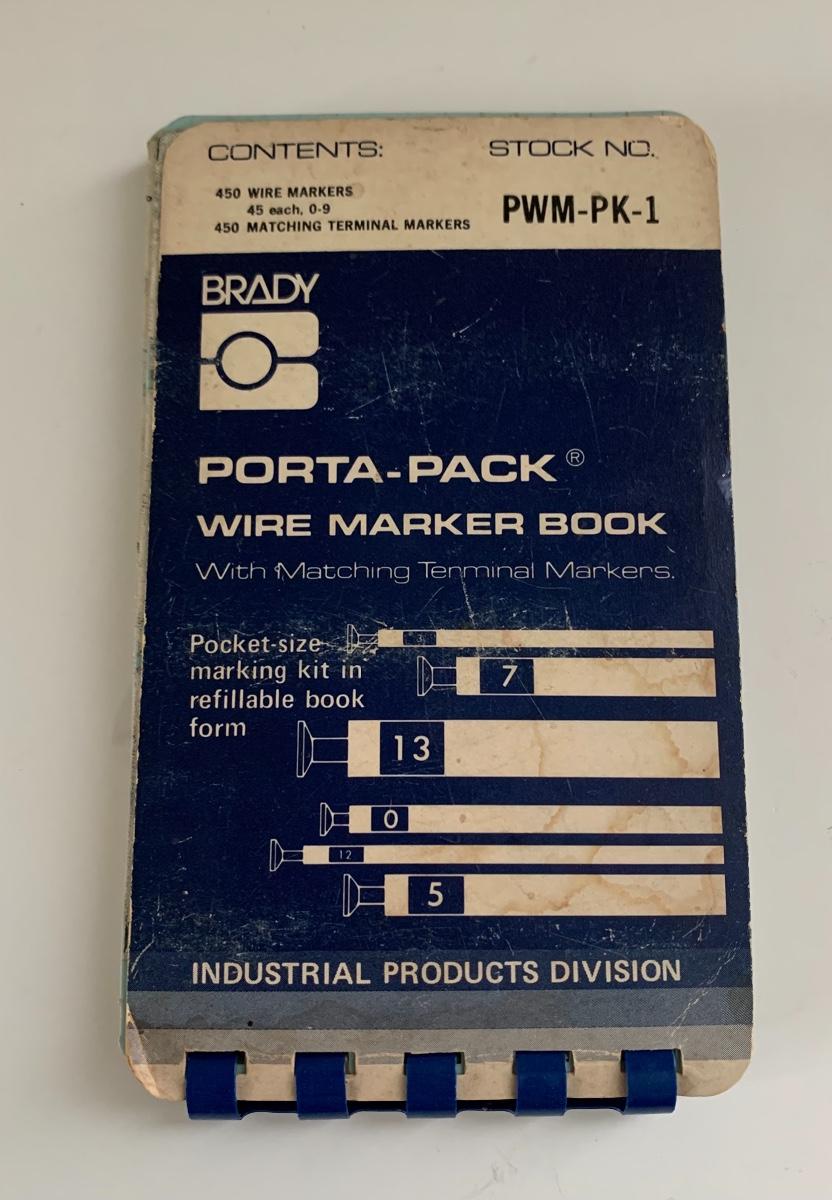 CONTENTS:
STOCK NO.
450 WIRE MARKERS
45 each, 0-9
450 MATCHING TERMINAL MARKERS
PWM-PK-1
BRADY
PORTA-PACK ®
WIRE MARKER BOOK
With Matching Terminal Markers.
Pocket-size
marking kit in
refillable book
form
7
13
0
12
5
INDUSTRIAL PRODUCTS DIVISION